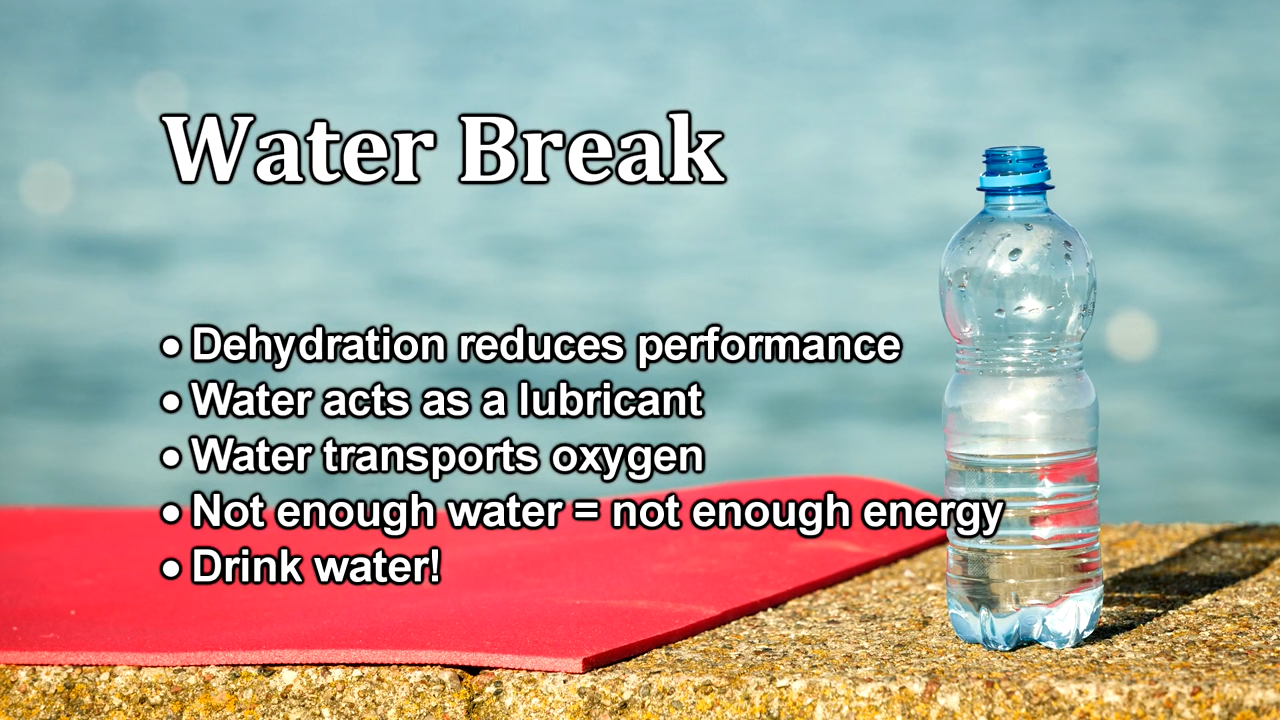 Water Break
• Dehydration reduces performance
• Water acts as a lubricant
• Water transports oxygen
• Not enough water = not enough energy
• Drink water!